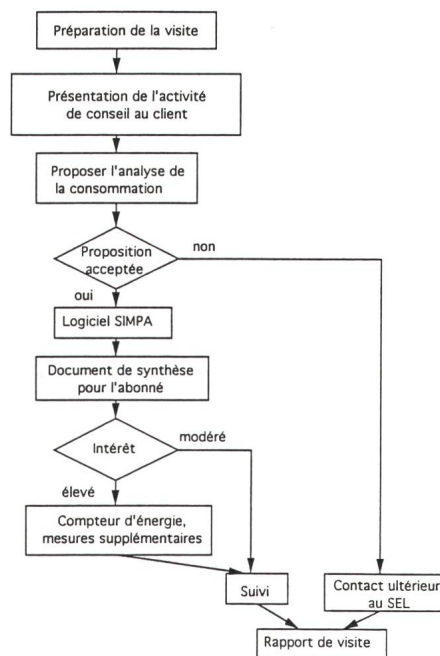 Préparation de la visite
Présentation de l'activité
de conseil au client
Proposer l'analyse de
la consommation
Proposition
acceptée
non
oui
Logiciel SIMPA
Document de synthèse
pour l'abonné
Intérêt
modéré
élevé
Compteur d'énergie,
mesures supplémentaires
Suivi
Contact ultérieur
au SEL
Rapport de visite